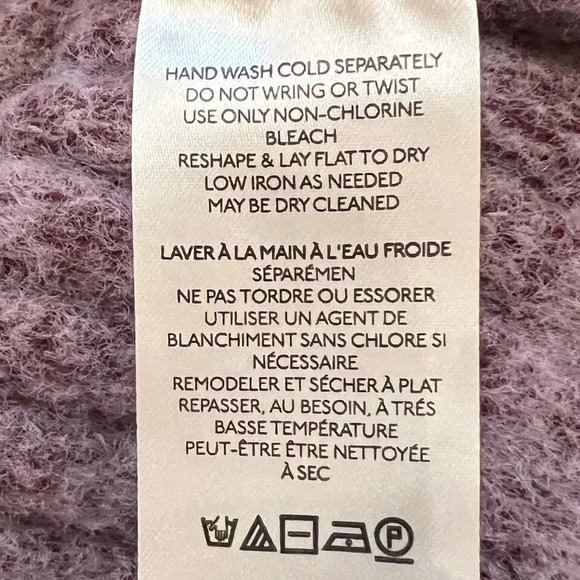 HAND WASH COLD SEPARATELY
DO NOT WRING OR TWIST
USE ONLY NON-CHLORINE
BLEACH
RESHAPE & LAY FLAT TO DRY
LOW IRON AS NEEDED
MAY BE DRY CLEANED
LAVER À LA MAIN À L'EAU FROIDE
SÉPARÉMEN
NE PAS TORDRE OU ESSORER
UTILISER UN AGENT DE
BLANCHIMENT SANS CHLORE SI
NÉCESSAIRE
REMODELER ET SÉCHER À PLAT
REPASSER, AU BESOIN, À TRÉS
BASSE TEMPÉRATURE
PEUT-ÊTRE ÊTRE NETTOYÉE
À SEC
P